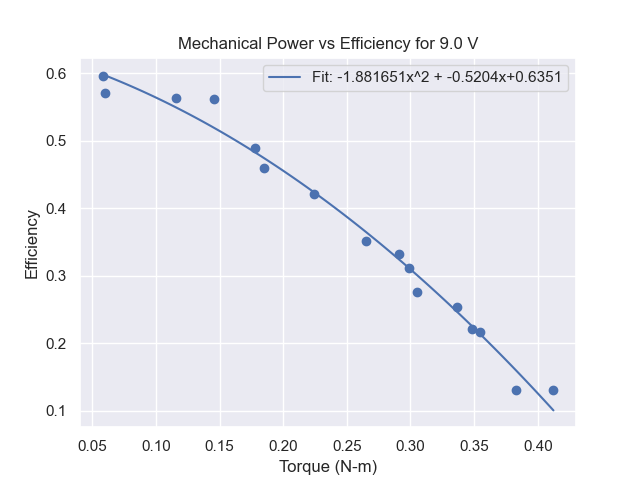 Mechanical Power vs Efficiency for 9.0 V
Fit: -1.881651x^2 + -0.5204x+0.6351
0.6
0.5
0.4
0.3
0.2
0.1
Efficiency
0.05 0.10 0.15 0.20 0.25 0.30 0.35 0.40
Torque (N-m)